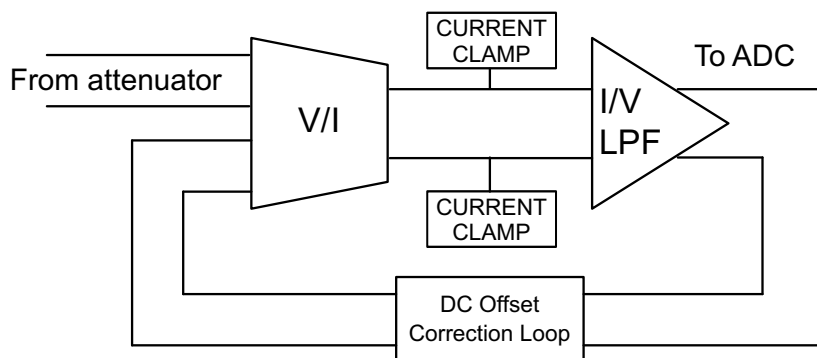 CURRENT
CLAMP
From attenuator
V/I
I/V
LPF
To ADC
CURRENT
CLAMP
DC Offset
Correction Loop